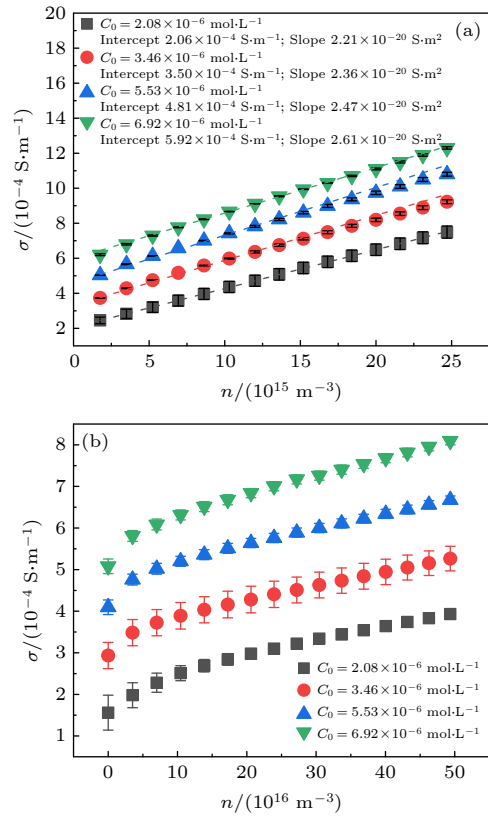 (a)
C₀ = 2.08×10⁻⁶ mol·L⁻¹
Intercept 2.06×10⁻⁴ S·m⁻¹; Slope 2.21×10⁻²⁰ S·m²
C₀ = 3.46×10⁻⁶ mol·L⁻¹
Intercept 3.50×10⁻⁴ S·m⁻¹; Slope 2.36×10⁻²⁰ S·m²
C₀ = 5.53×10⁻⁶ mol·L⁻¹
Intercept 4.81×10⁻⁴ S·m⁻¹; Slope 2.47×10⁻²⁰ S·m²
C₀ = 6.92×10⁻⁶ mol·L⁻¹
Intercept 5.92×10⁻⁴ S·m⁻¹; Slope 2.61×10⁻²⁰ S·m²
σ/(10⁻⁴ S·m⁻¹)
20
18
16
14
12
10
8
6
4
2
0 5 10 15 20 25
n/(10¹⁵ m⁻³)
(b)
σ/(10⁻⁴ S·m⁻¹)
8
7
6
5
4
3
2
1
C₀ = 2.08×10⁻⁶ mol·L⁻¹
C₀ = 3.46×10⁻⁶ mol·L⁻¹
C₀ = 5.53×10⁻⁶ mol·L⁻¹
C₀ = 6.92×10⁻⁶ mol·L⁻¹
0 10 20 30 40 50
n/(10¹⁶ m⁻³)